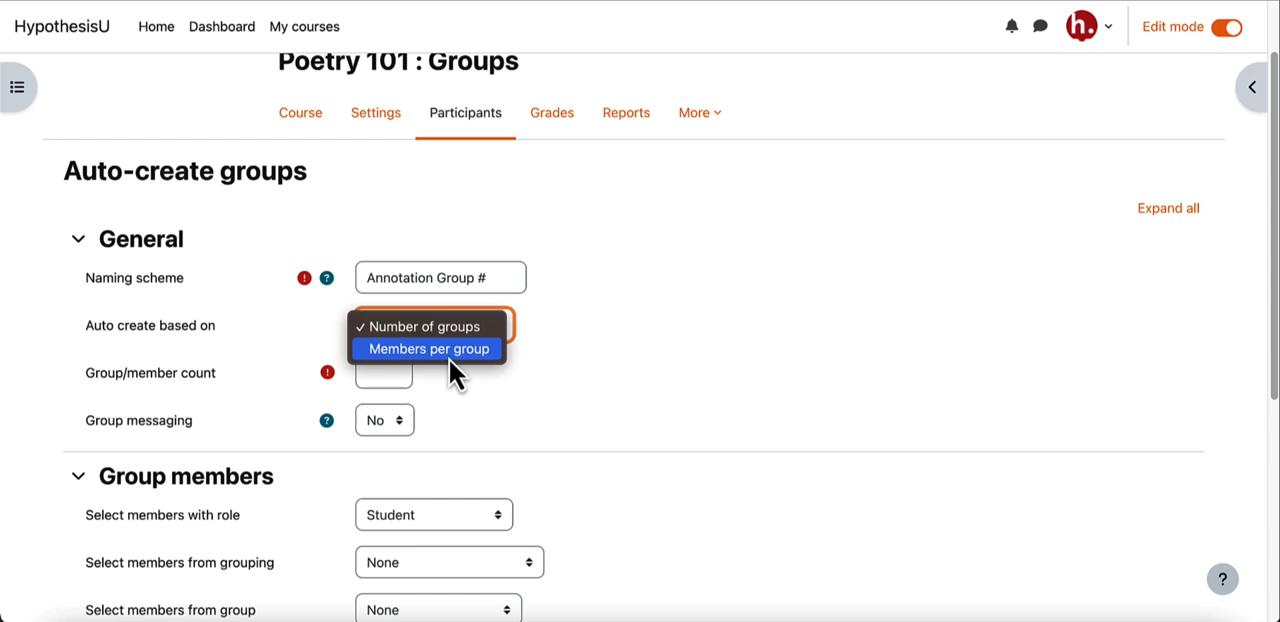 HypothesisU Home Dashboard My courses h. Edit mode
Poetry 101 : Groups
Course Settings Participants Grades Reports More
Auto-create groups
Expand all
General
Naming scheme ! ? Annotation Group #
Auto create based on ✓ Number of groups
Members per group
Group/member count !
Group messaging ? No
Group members
Select members with role Student
Select members from grouping None
?
Select members from group None